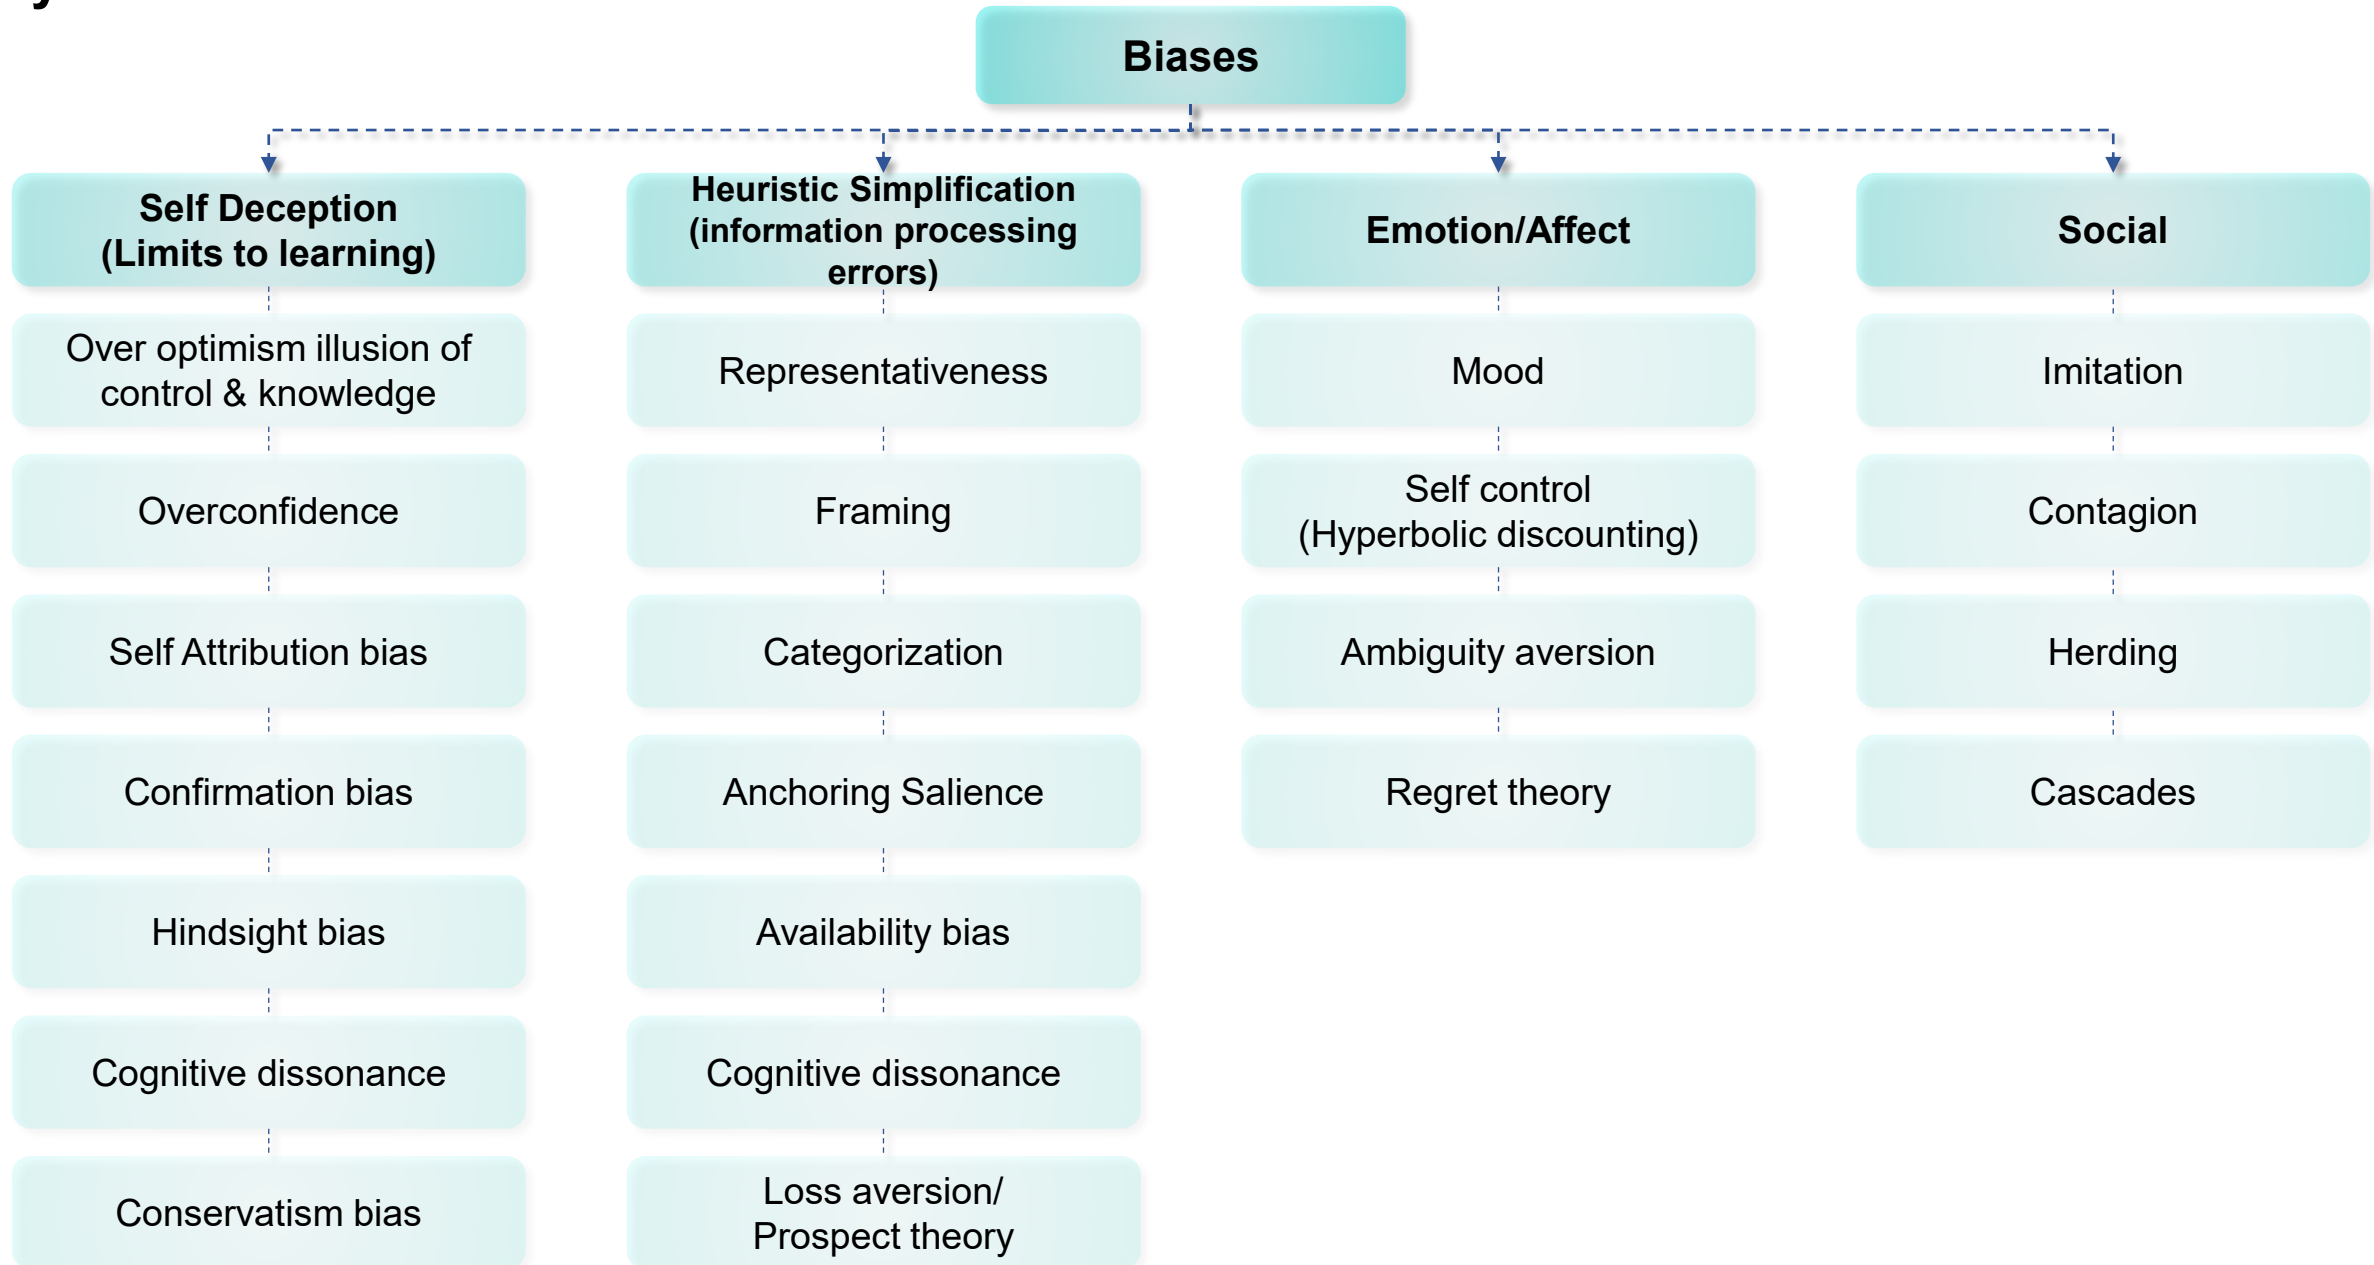 Biases
Self Deception
(Limits to learning)
Heuristic Simplification
(information processing
errors)
Emotion/Affect
Social
Over optimism illusion of
control & knowledge
Representativeness
Mood
Imitation
Overconfidence
Framing
Self control
(Hyperbolic discounting)
Contagion
Self Attribution bias
Categorization
Ambiguity aversion
Herding
Confirmation bias
Anchoring Salience
Regret theory
Cascades
Hindsight bias
Availability bias
Cognitive dissonance
Cognitive dissonance
Conservatism bias
Loss aversion/
Prospect theory